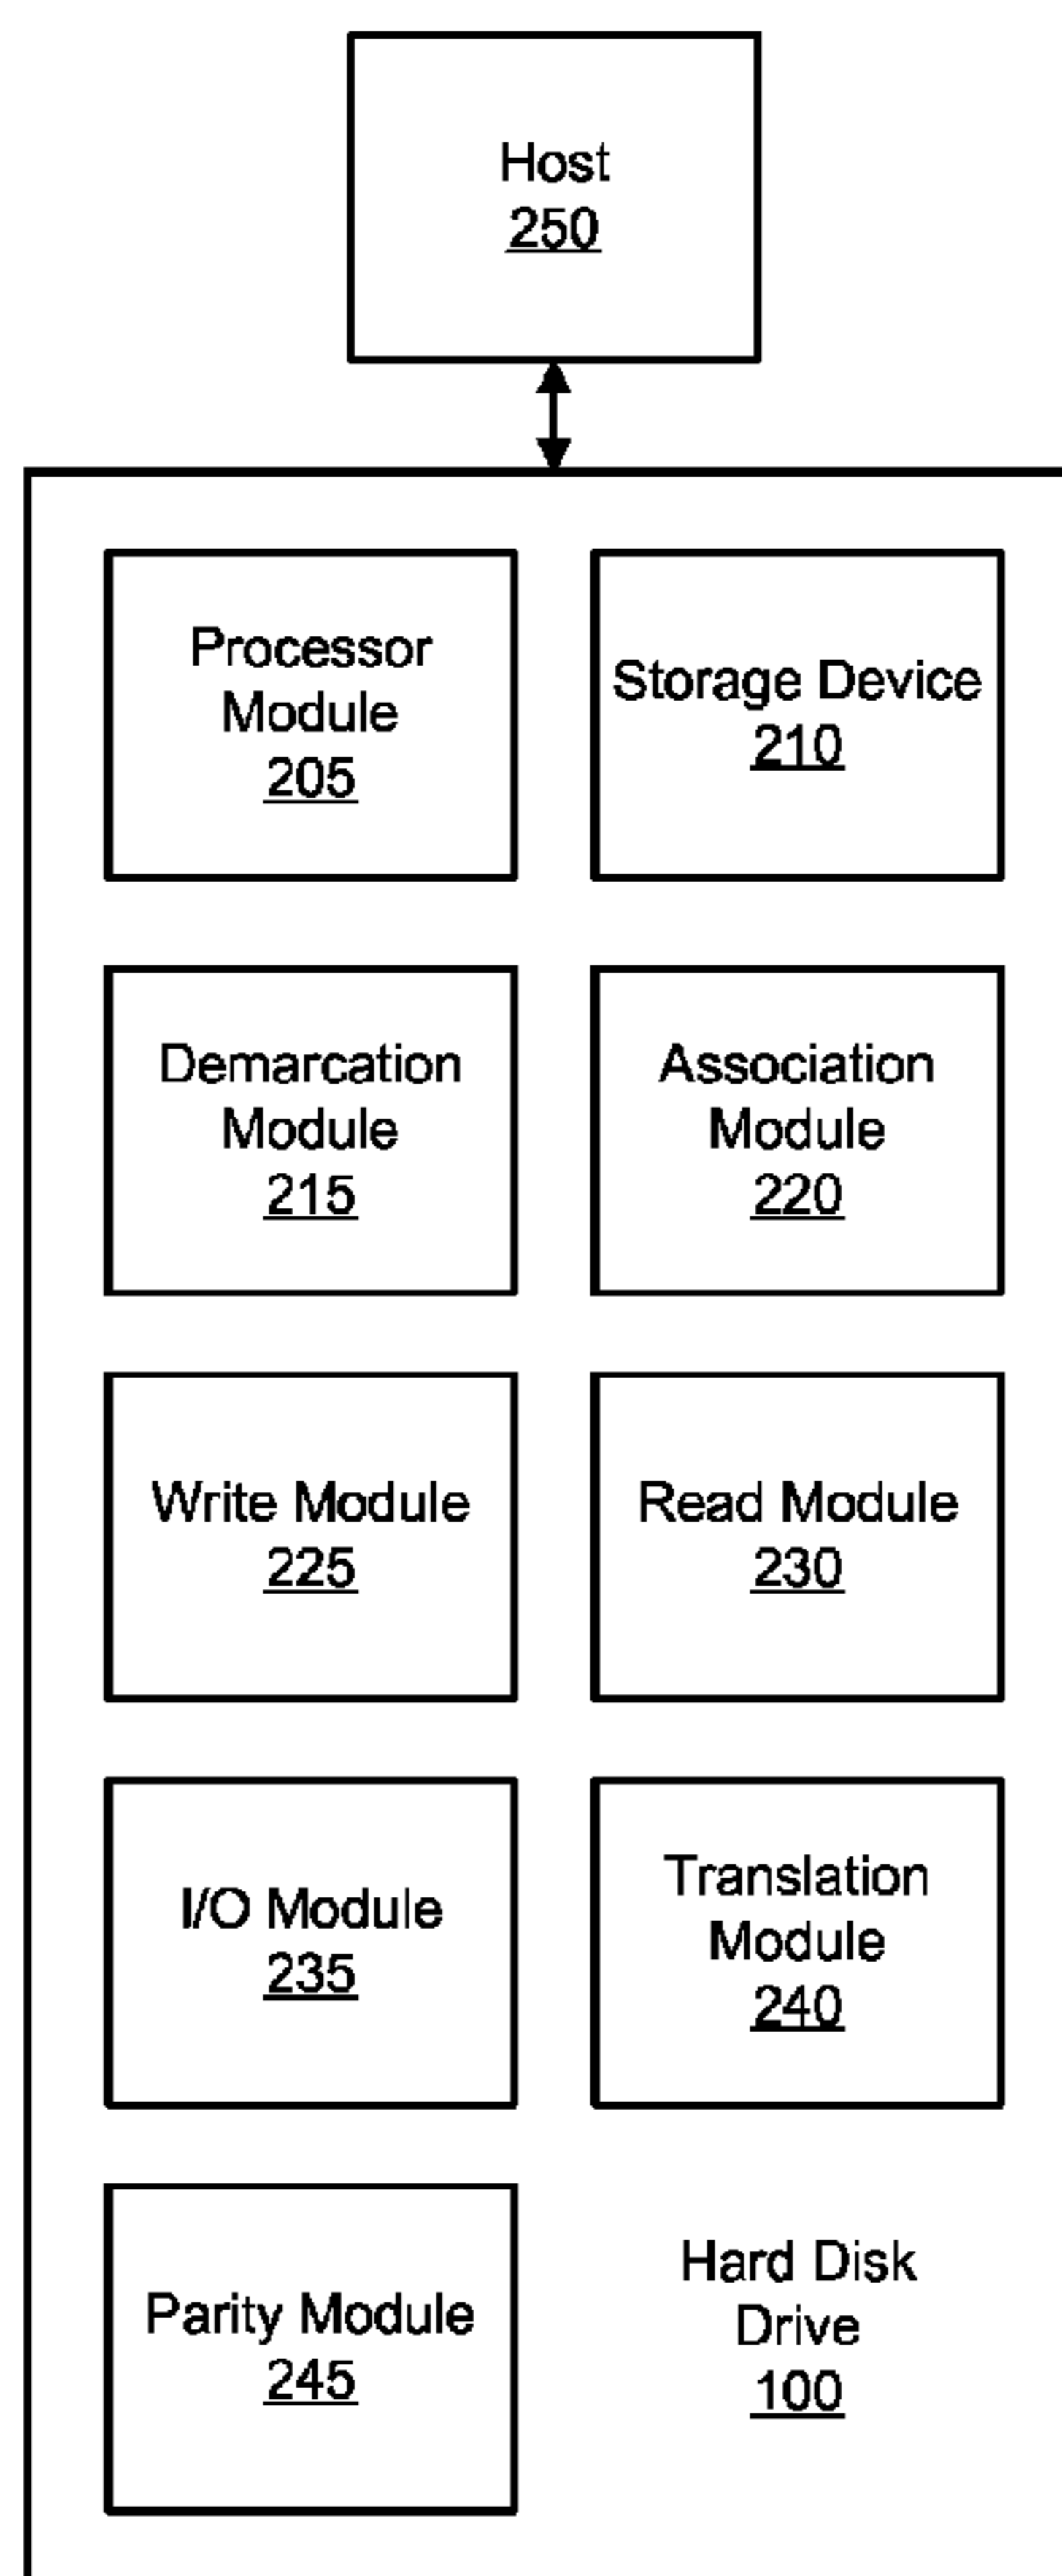 Host
250
Processor
Module
205
Storage Device
210
Demarcation
Module
215
Association
Module
220
Write Module
225
Read Module
230
I/O Module
235
Translation
Module
240
Parity Module
245
Hard Disk
Drive
100